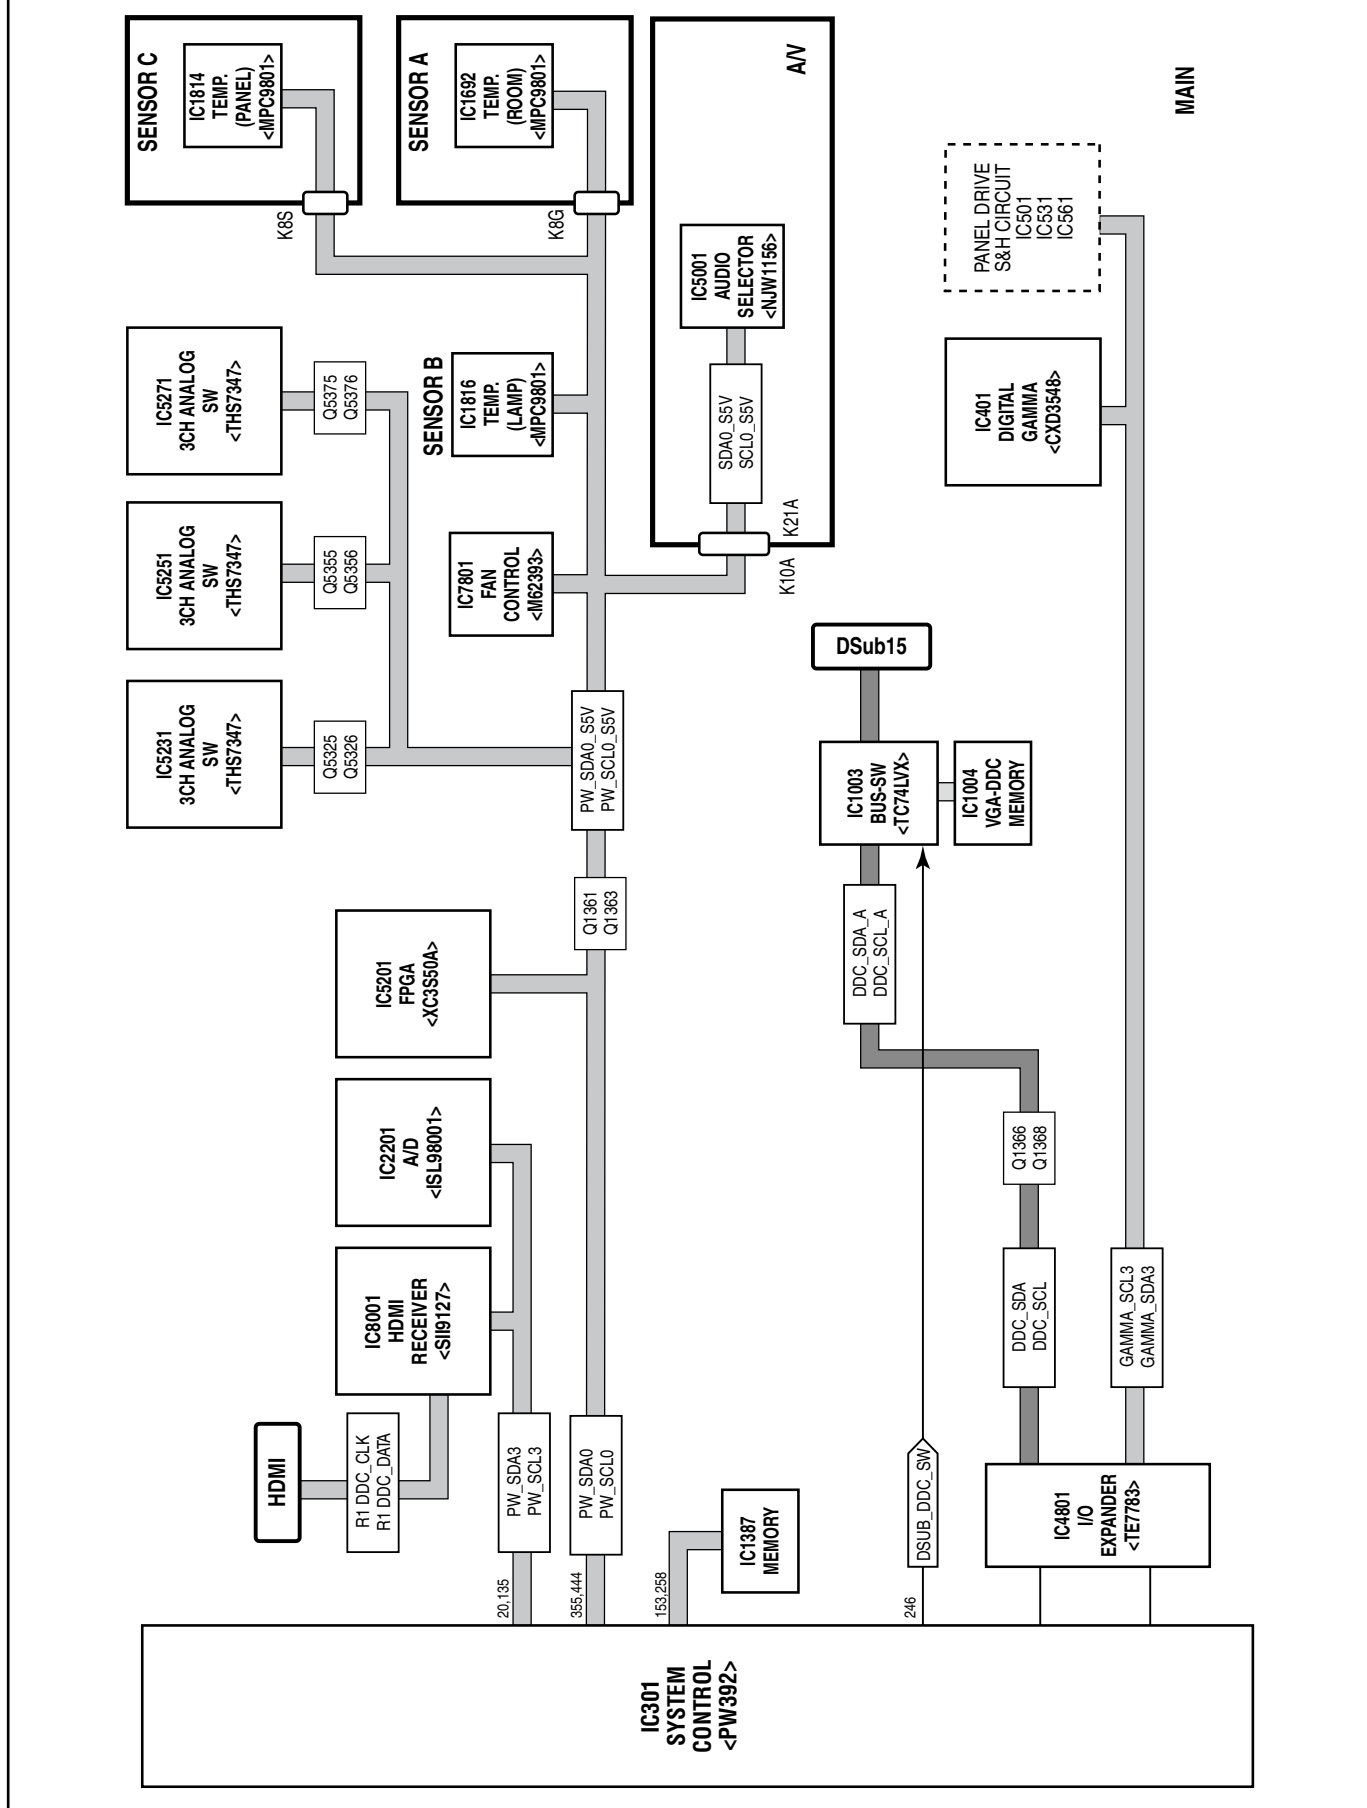 SENSOR C
IC1814
TEMP.
(PANEL)
<MPC9801>
K8S
SENSOR A
IC1692
TEMP.
(ROOM)
<MPC9801>
K8G
A/V
IC5001
AUDIO
SELECTOR
<NJW1156>
SDA0_S5V
SCL0_S5V
K21A
K10A
MAIN
PANEL DRIVE
S&H CIRCUIT
IC501
IC531
IC561
IC401
DIGITAL
GAMMA
<CXD3548>
IC5271
3CH ANALOG
SW
<THS7347>
Q5375
Q5376
SENSOR B
IC1816
TEMP.
(LAMP)
<MPC9801>
IC5251
3CH ANALOG
SW
<THS7347>
Q5355
Q5356
IC7801
FAN
CONTROL
<M62393>
IC5231
3CH ANALOG
SW
<THS7347>
Q5325
Q5326
PW_SDA0_S5V
PW_SCL0_S5V
Q1361
Q1363
DSub15
IC1003
BUS-SW
<TC74LVX>
IC1004
VGA-DDC
MEMORY
DDC_SDA_A
DDC_SCL_A
IC5201
FPGA
<XC3S50A>
IC2201
A/D
<ISL98001>
IC8001
HDMI
RECEIVER
<SII9127>
Q1366
Q1368
DDC_SDA
DDC_SCL
GAMMA_SCL3
GAMMA_SDA3
HDMI
R1 DDC_CLK
R1 DDC_DATA
PW_SDA3
PW_SCL3
PW_SDA0
PW_SCL0
IC1387
MEMORY
DSUB_DDC_SW
IC4801
I/O
EXPANDER
<TE7783>
20,135
355,444
153,258
246
IC301
SYSTEM
CONTROL
<PW392>